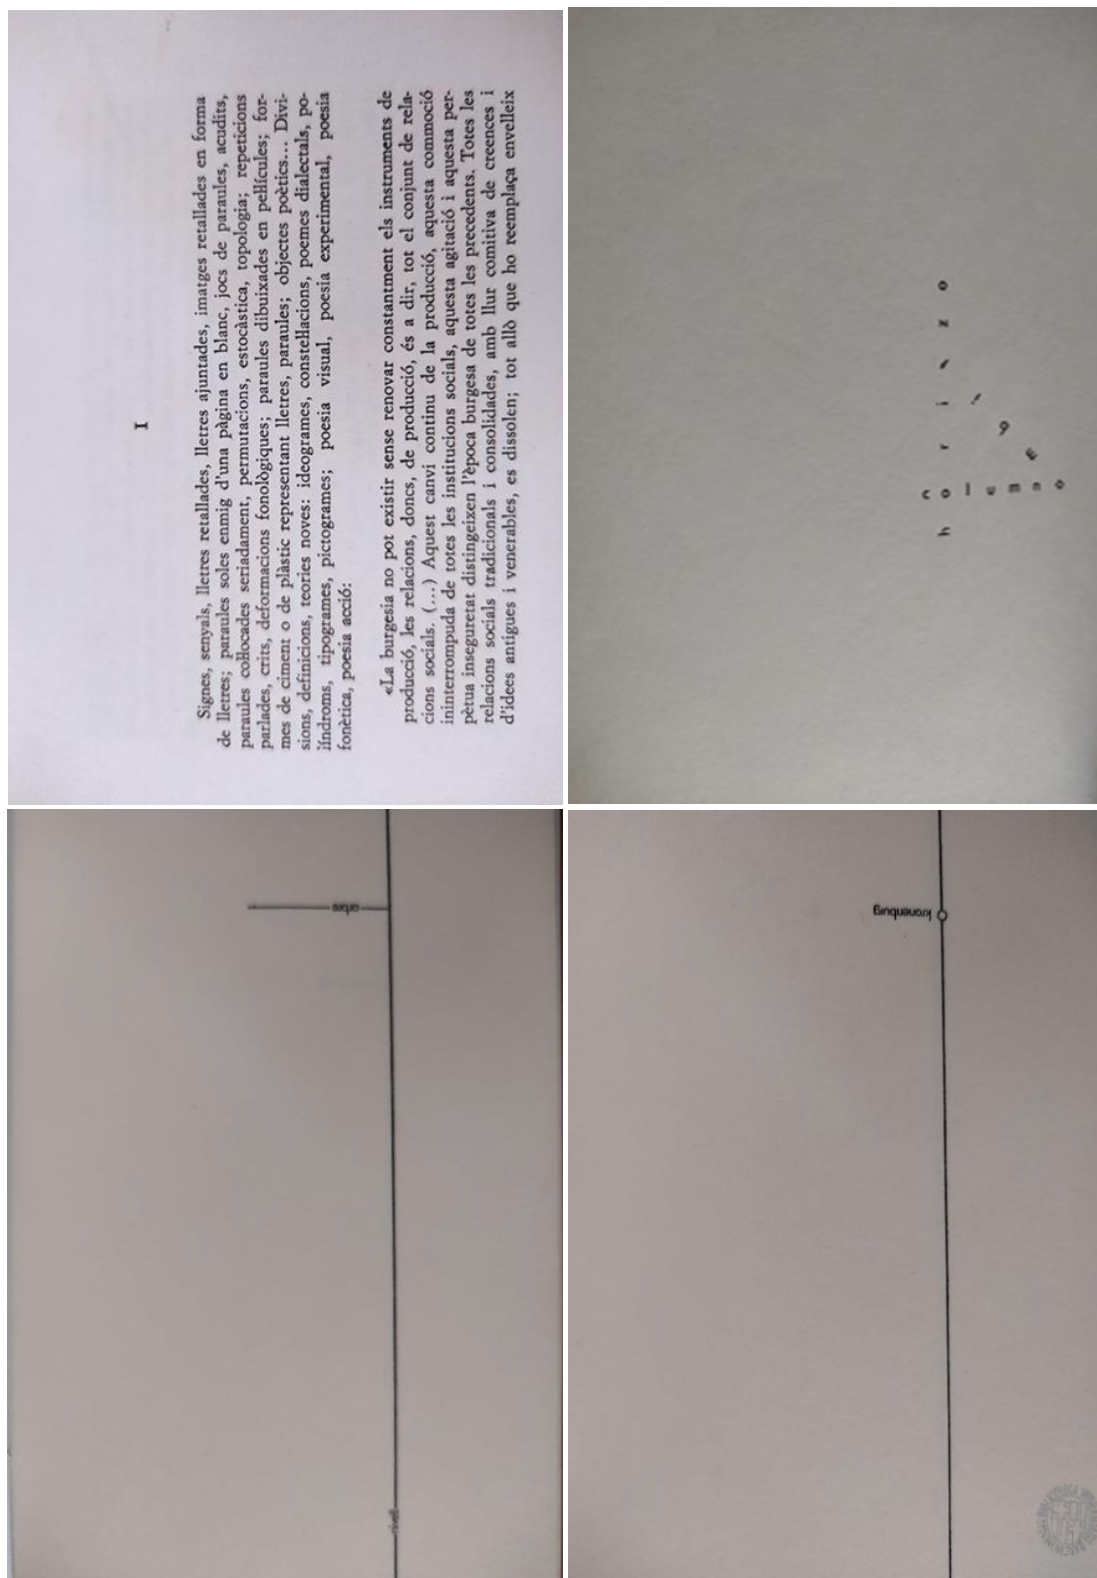 I
Signes, senyals, lletres retallades, lletres ajuntades, imatges retallades en forma
de lletres; paraules soles enmig d'una pàgina en blanc, jocs de paraules, acudits,
paraules coŀlocades seriadament, permutacions, estocàstica, topologia; repeticions
parlades, crits, deformacions fonològiques; paraules dibuixades en peŀlícules; for-
mes de ciment o de plàstic representant lletres, paraules; objectes poètics... Divi-
sions, definicions, teories noves: ideogrames, consteŀlacions, poemes dialectals, po-
líndroms, tipogrames, pictogrames; poesia visual, poesia experimental, poesia
fonètica, poesia acció:
«La burgesia no pot existir sense renovar constantment els instruments de
producció, les relacions, doncs, de producció, és a dir, tot el conjunt de rela-
cions socials. (...) Aquest canvi continu de la producció, aquesta commoció
ininterrompuda de totes les institucions socials, aquesta agitació i aquesta per-
pètua inseguretat distingeixen l'època burgesa de totes les precedents. Totes les
relacions socials tradicionals i consolidades, amb llur comitiva de creences i
d'idees antigues i venerables, es dissolen; tot allò que ho reemplaça envelleix
arbre
nivell
kronenburg